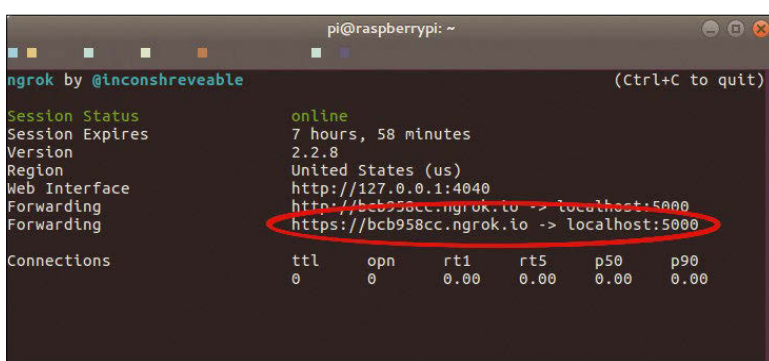 pi@raspberrypi: ~
ngrok by @inconshreveable (Ctrl+C to quit)
Session Status online
Session Expires 7 hours, 58 minutes
Version 2.2.8
Region United States (us)
Web Interface http://127.0.0.1:4040
Forwarding http://bcb958cc.ngrok.io -> localhost:5000
Forwarding https://bcb958cc.ngrok.io -> localhost:5000
Connections ttl opn rt1 rt5 p50 p90
0 0 0.00 0.00 0.00 0.00